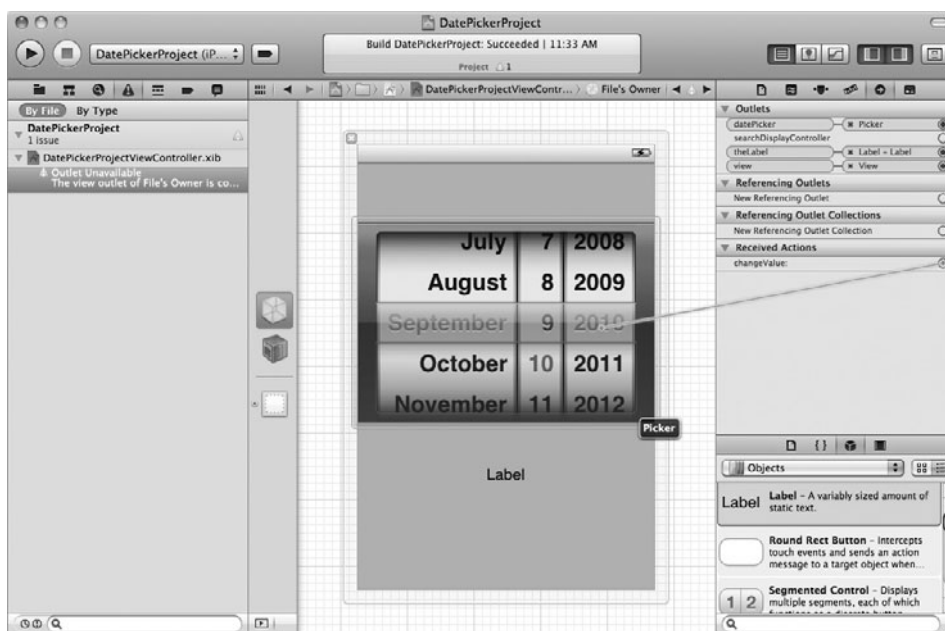 DatePickerProject
DatePickerProject (iP...
Build DatePickerProject: Succeeded | 11:33 AM
Project 1
By File By Type
DatePickerProject
1 issue
DatePickerProjectViewController.xib
Outlet Unavailable
The view outlet of File's Owner is co...
DatePickerProjectViewContr...
File's Owner
July 7 2008
August 8 2009
September 9 2010
October 10 2011
November 11 2012
Picker
Label
Outlets
datePicker Picker
searchDisplayController
theLabel Label - Label
view View
Referencing Outlets
New Referencing Outlet
Referencing Outlet Collections
New Referencing Outlet Collection
Received Actions
changeValue:
{ }
Objects
Label Label - A variably sized amount of
static text.
Round Rect Button - Intercepts
touch events and sends an action
message to a target object when...
1 2 Segmented Control - Displays
multiple segments, each of which